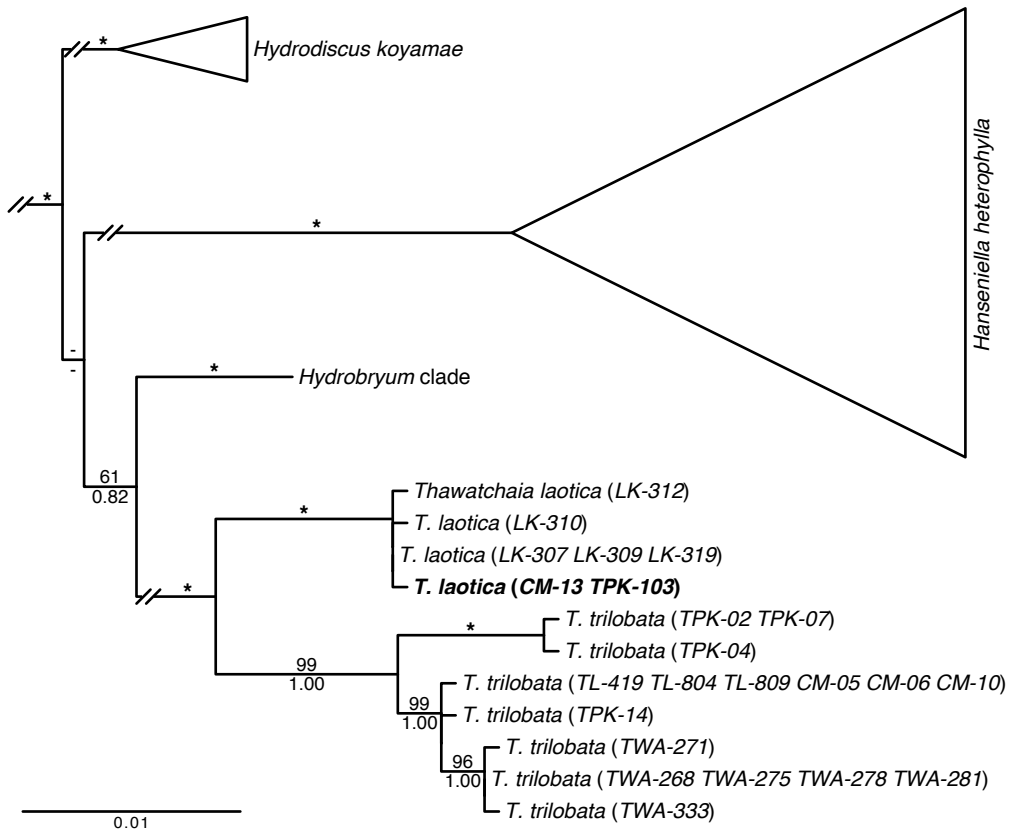 *
Hydrodiscus koyamae
*
*
Hanseniella heterophylla
-
-
*
Hydrobryum clade
61
0.82
Thawatchaia laotica (LK-312)
*
T. laotica (LK-310)
T. laotica (LK-307 LK-309 LK-319)
*
T. laotica (CM-13 TPK-103)
T. trilobata (TPK-02 TPK-07)
*
T. trilobata (TPK-04)
99
1.00
T. trilobata (TL-419 TL-804 TL-809 CM-05 CM-06 CM-10)
99
1.00
T. trilobata (TPK-14)
T. trilobata (TWA-271)
96
1.00
T. trilobata (TWA-268 TWA-275 TWA-278 TWA-281)
T. trilobata (TWA-333)
0.01